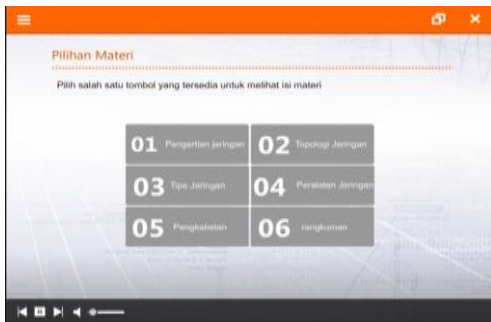 Pilihan Materi
Pilih salah satu tombol yang tersedia untuk melihat isi materi
01 Pengertian jaringan
02 Topologi Jaringan
03 Tipe Jaringan
04 Peralatan Jaringan
05 Pengkabelan
06 rangkuman